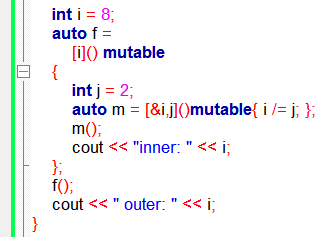 int i = 8;
auto f =
[i]() mutable
{
int j = 2;
auto m = [&i,j]()mutable{ i /= j; };
m();
cout << "inner: " << i;
};
f();
cout << " outer: " << i;
}